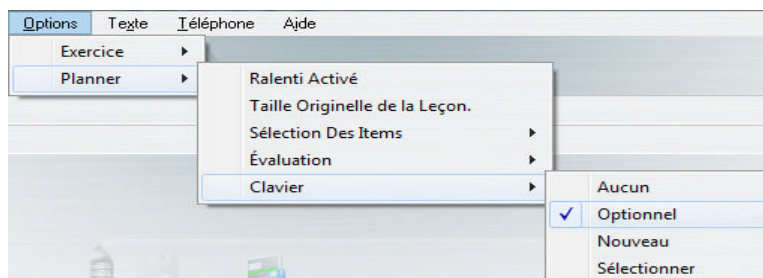 Options Texte Téléphone Ajde
Exercice
Planner
Ralenti Activé
Taille Originelle de la Leçon.
Sélection Des Items
Évaluation
Clavier
Aucun
Optionnel
Nouveau
Sélectionner